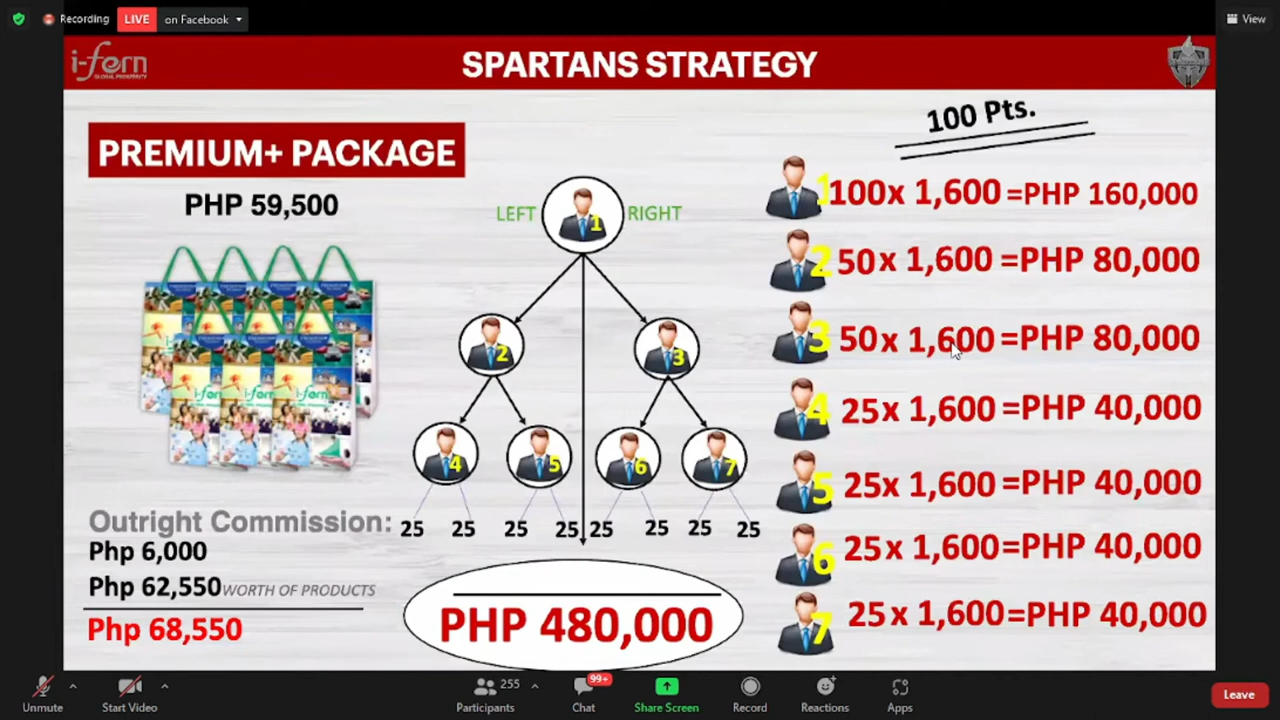 Recording
LIVE
on Facebook
View
i-fern
GLOBAL PROSPERITY
SPARTANS STRATEGY
PREMIUM+ PACKAGE
PHP 59,500
i-fern
i-fern
i-fern
Outright Commission:
Php 6,000
Php 62,550 WORTH OF PRODUCTS
Php 68,550
LEFT
1
RIGHT
2
3
4
5
6
7
25 25 25 25 25 25 25 25
PHP 480,000
100 Pts.
1 100x 1,600 =PHP 160,000
2 50x 1,600 =PHP 80,000
3 50x 1,600 =PHP 80,000
4 25x 1,600 =PHP 40,000
5 25x 1,600 =PHP 40,000
6 25x 1,600=PHP 40,000
7 25x 1,600=PHP 40,000
Unmute
Start Video
255
Participants
99+
Chat
Share Screen
Record
Reactions
Apps
Leave